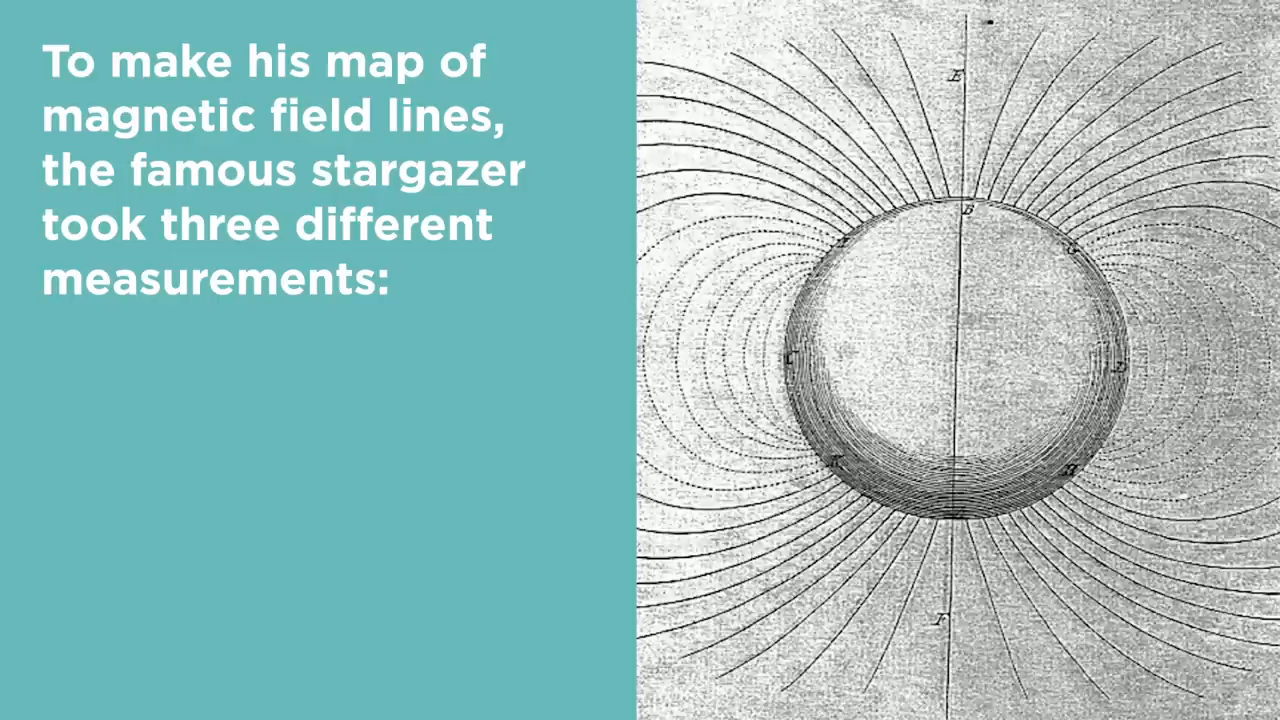 To make his map of
magnetic field lines,
the famous stargazer
took three different
measurements: